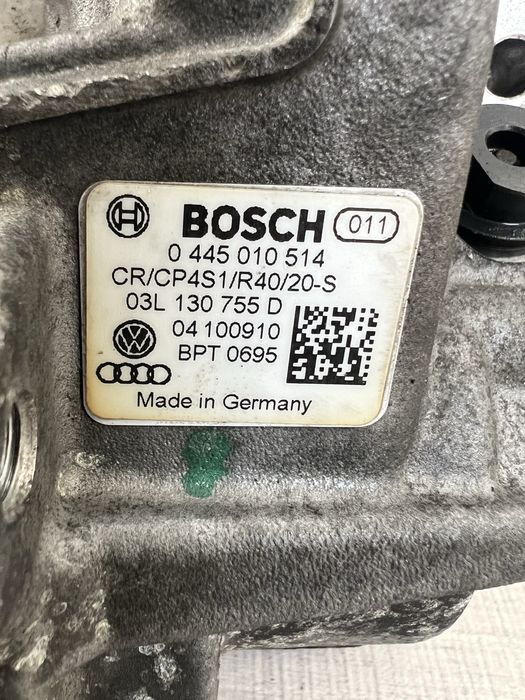 BOSCH 011
0 445 010 514
CR/CP4S1/R40/20-S
03L 130 755 D
04 100910
BPT 0695
Made in Germany